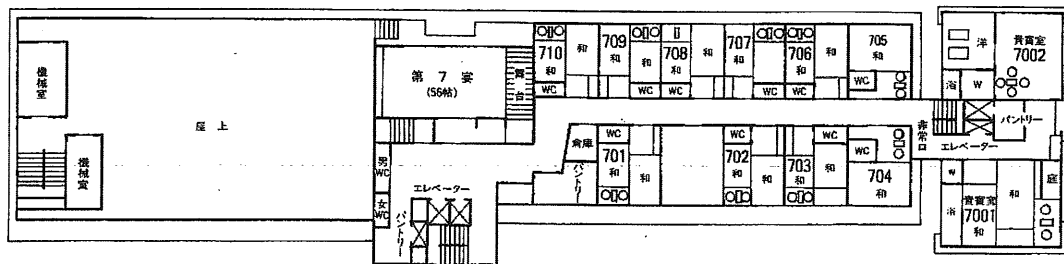 機械室
機械室
屋上
第7宴
(56帖)
舞台
男WC
女WC
パントリー
エレベーター
710
和
WC
和
709
和
WC
708
和
WC
和
707
和
WC
706
和
WC
和
705
和
WC
倉庫
パントリー
WC
701
和
和
WC
702
和
和
703
和
WC
和
WC
704
和
非常口
エレベーター
パントリー
洋
貴賓室
7002
浴
W
W
浴
貴賓室
7001
和
和
庭